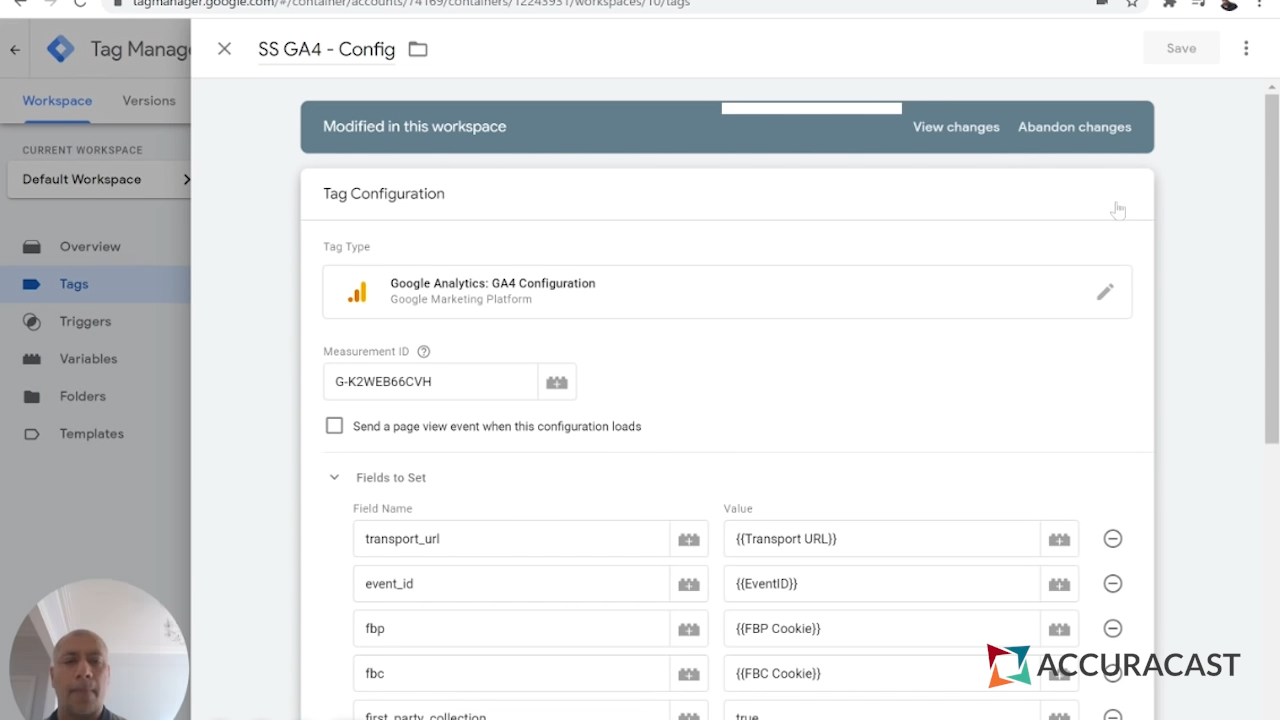 tagmanager.google.com/#/container/accounts/74169/containers/12243931/workspaces/10/tags
Tag Manage
SS GA4 - Config
Save
Workspace
Versions
Modified in this workspace
View changes
Abandon changes
CURRENT WORKSPACE
Default Workspace
Tag Configuration
Overview
Tags
Triggers
Variables
Folders
Templates
Tag Type
Google Analytics: GA4 Configuration
Google Marketing Platform
Measurement ID
G-K2WEB66CVH
Send a page view event when this configuration loads
Fields to Set
Field Name
Value
transport_url
{{Transport URL}}
event_id
{{EventID}}
fbp
{{FBP Cookie}}
fbc
{{FBC Cookie}}
first_party_collection
true
ACCURACAST